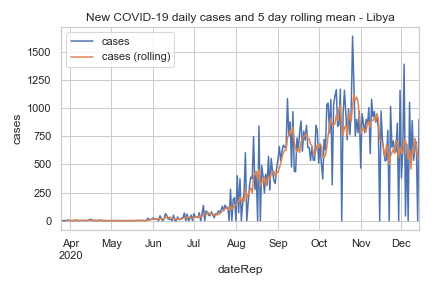 New COVID-19 daily cases and 5 day rolling mean - Libya
cases
cases (rolling)
1500
1250
1000
750
500
250
0
cases
Apr May Jun Jul Aug Sep Oct Nov Dec
2020
dateRep